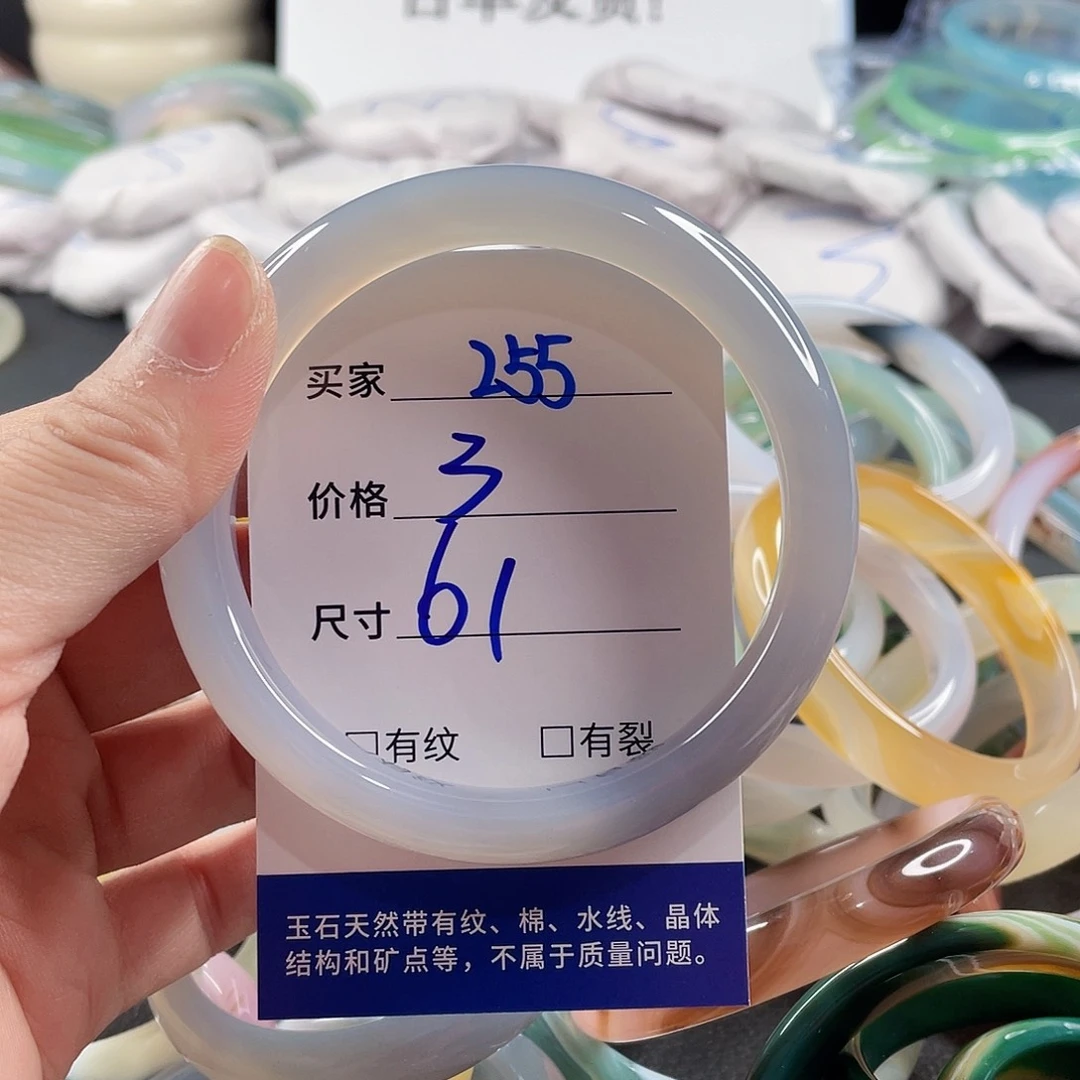 买家 255
价格 3
尺寸 61
□有纹 □有裂
玉石天然带有纹、棉、水线、晶体
结构和矿点等，不属于质量问题。